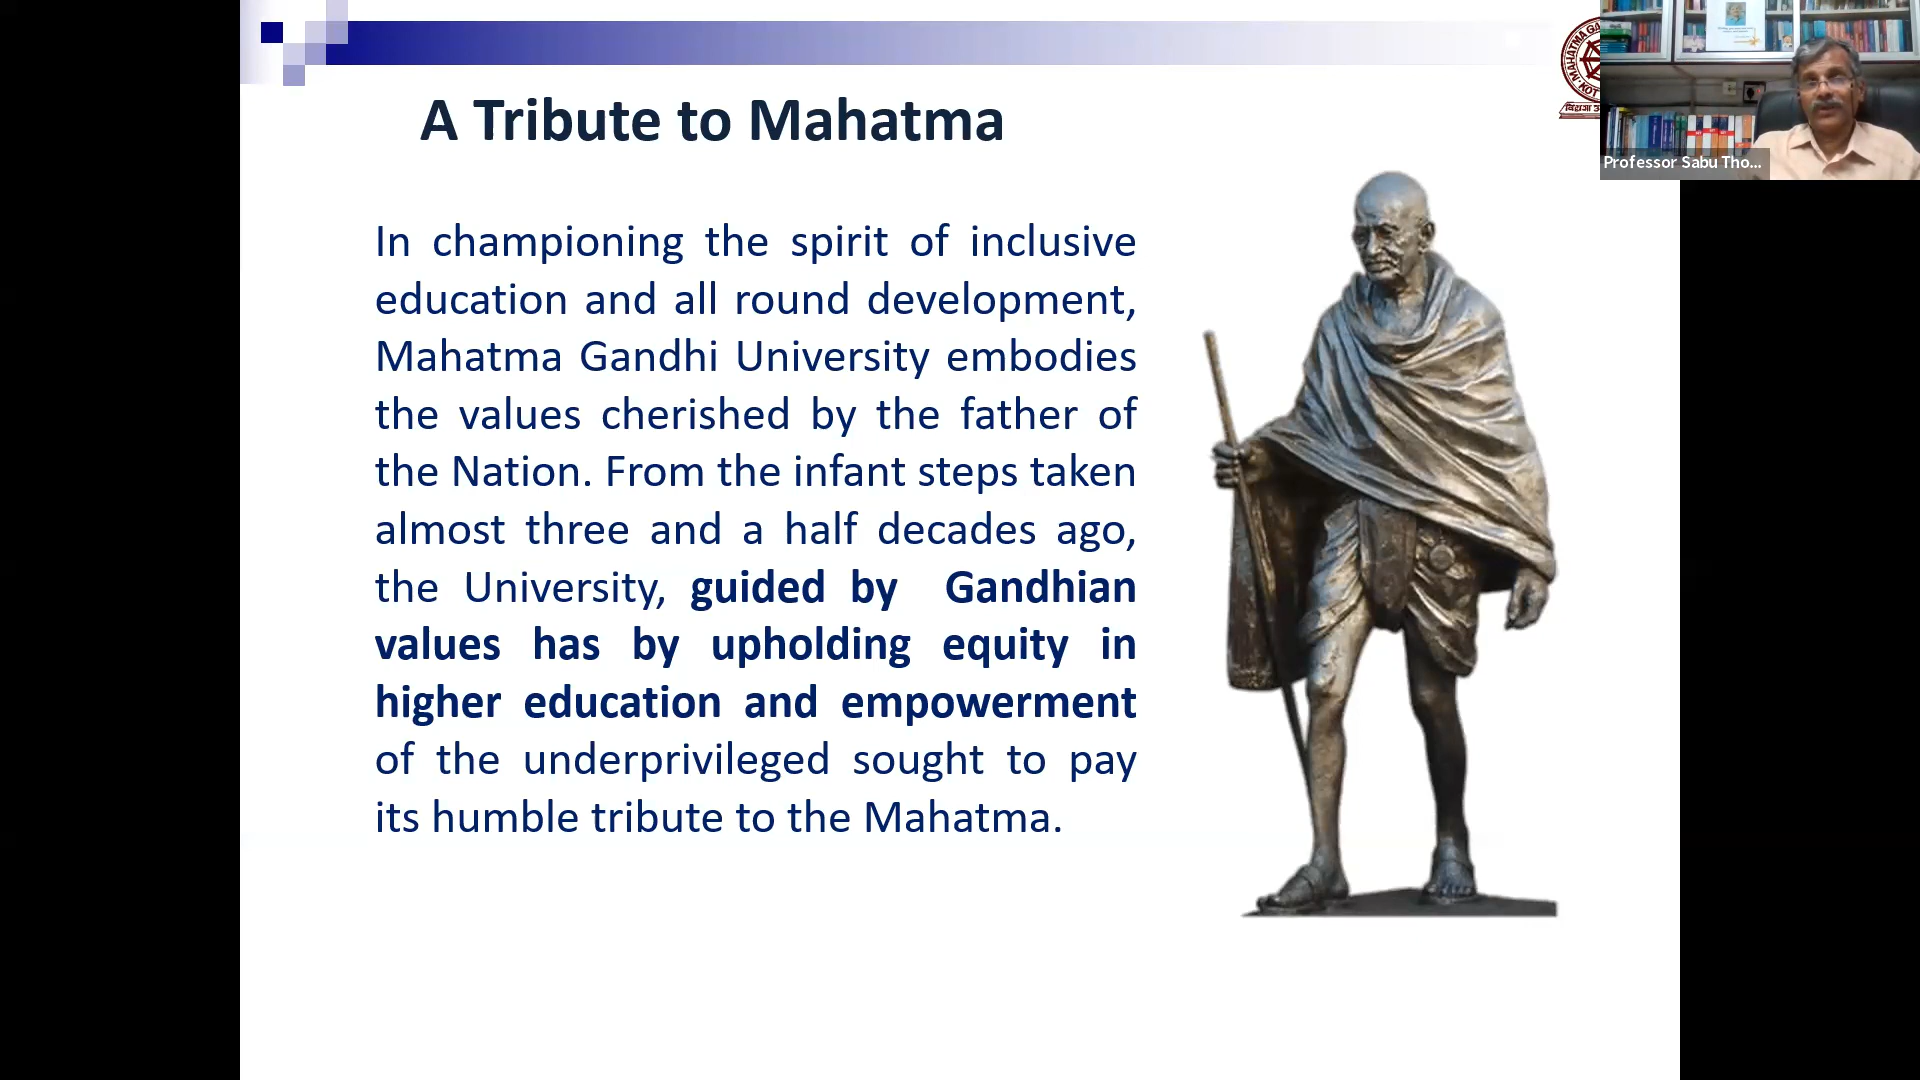 A Tribute to Mahatma
In championing the spirit of inclusive
education and all round development,
Mahatma Gandhi University embodies
the values cherished by the father of
the Nation. From the infant steps taken
almost three and a half decades ago,
the University, guided by Gandhian
values has by upholding equity in
higher education and empowerment
of the underprivileged sought to pay
its humble tribute to the Mahatma.
MAHATMA GA
KOT
Professor Sabu Tho...